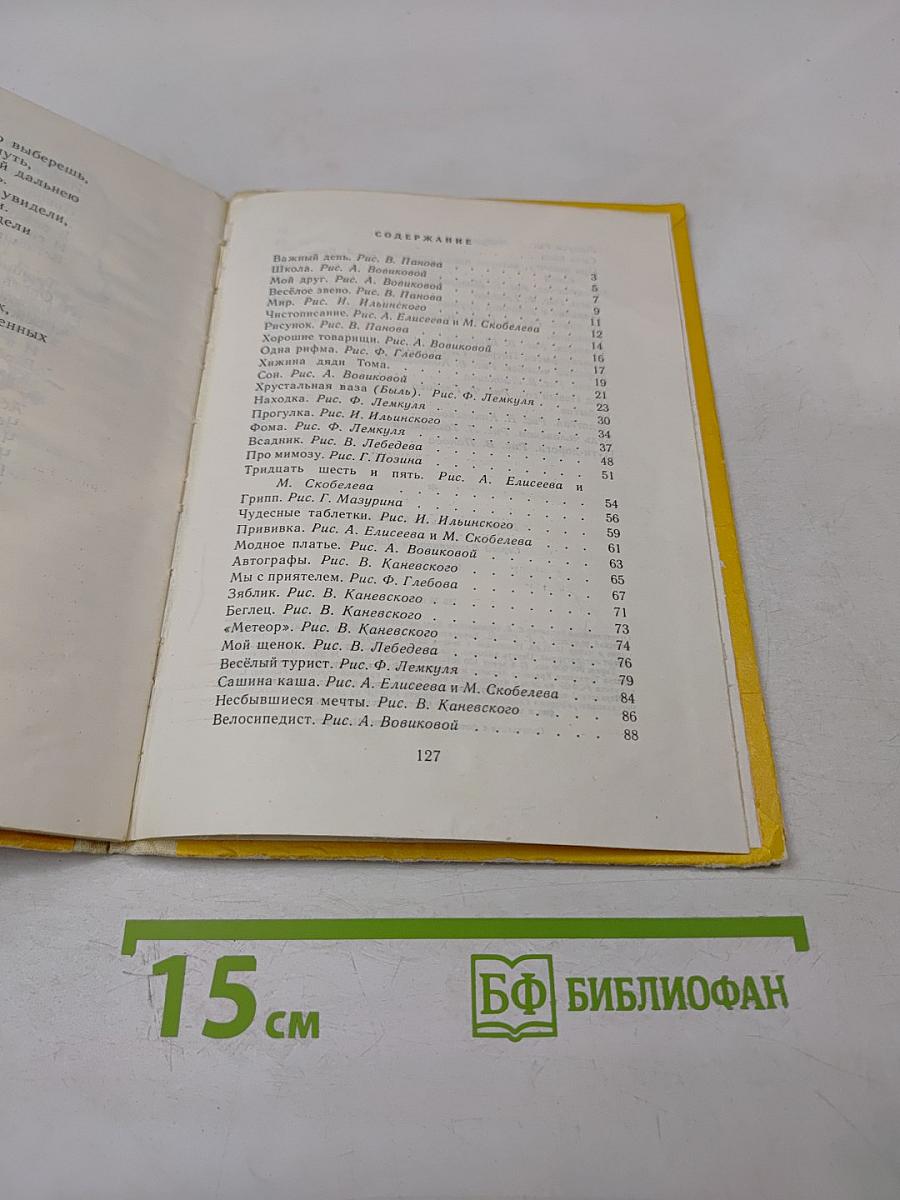 выберешь,
дальнею
увидели,
СОДЕРЖАНИЕ
Важный день. Рис. В. Панова . . . . . . . 3
Школа. Рис. А. Вовиковой . . . . . . . 5
Мой друг. Рис. А. Вовиковой . . . . . . . 7
Весёлое звено. Рис. В. Панова . . . . . . . 9
Мир. Рис. И. Ильинского . . . . . . . 11
Чистописание. Рис. А. Елисеева и М. Скобелева . . 12
Рисунок. Рис. В. Панова . . . . . . . 14
Хорошие товарищи. Рис. А. Вовиковой . . . . 16
Одна рифма. Рис. Ф. Глебова . . . . . . 17
Хижина дяди Тома. . . . . . . . . 19
Сон. Рис. А. Вовиковой . . . . . . . 21
Хрустальная ваза (Быль). Рис. Ф. Лемкуля . . . 23
Находка. Рис. Ф. Лемкуля . . . . . . . 30
Прогулка. Рис. И. Ильинского . . . . . . 34
Фома. Рис. Ф. Лемкуля . . . . . . . 37
Всадник. Рис. В. Лебедева . . . . . . . 48
Про мимозу. Рис. Г. Позина . . . . . . . 51
Тридцать шесть и пять. Рис. А. Елисеева и
М. Скобелева . . . . . . . . 54
Грипп. Рис. Г. Мазурина . . . . . . . 56
Чудесные таблетки. Рис. И. Ильинского . . . . 59
Прививка. Рис. А. Елисеева и М. Скобелева . . . 61
Модное платье. Рис. А. Вовиковой . . . . . 63
Автографы. Рис. В. Каневского . . . . . . 65
Мы с приятелем. Рис. Ф. Глебова . . . . . . 67
Зяблик. Рис. В. Каневского . . . . . . . 71
Беглец. Рис. В. Каневского . . . . . . . 73
«Метеор». Рис. В. Каневского . . . . . . 74
Мой щенок. Рис. В. Лебедева . . . . . . 76
Весёлый турист. Рис. Ф. Лемкуля . . . . . . 79
Сашина каша. Рис. А. Елисеева и М. Скобелева . . 84
Несбывшиеся мечты. Рис. В. Каневского . . . . 86
Велосипедист. Рис. А. Вовиковой . . . . . . 88
127
15 см
БФ БИБЛИОФАН